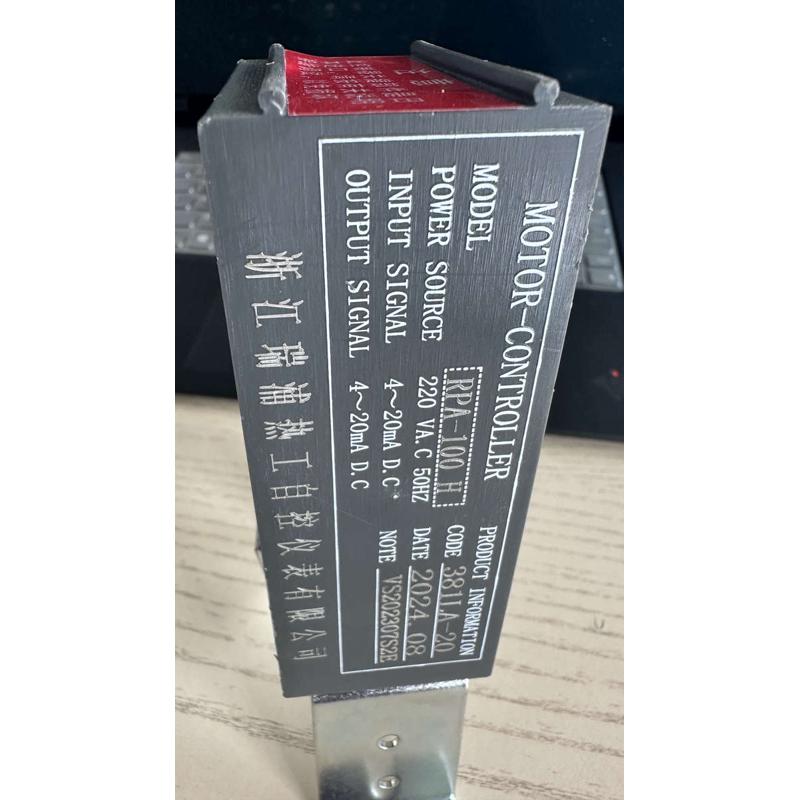 MOTOR-CONTROLLER
MODEL RPA-100 H
POWER SOURCE 220 VA.C 50HZ
INPUT SIGNAL 4~20mA D.C
OUTPUT SIGNAL 4~20mA D.C
PRODUCT INFORMATION
CODE 381LA-20
DATE 2024.08
NOTE VS202307S2E
浙江瑞浦热工自控仪表有限公司